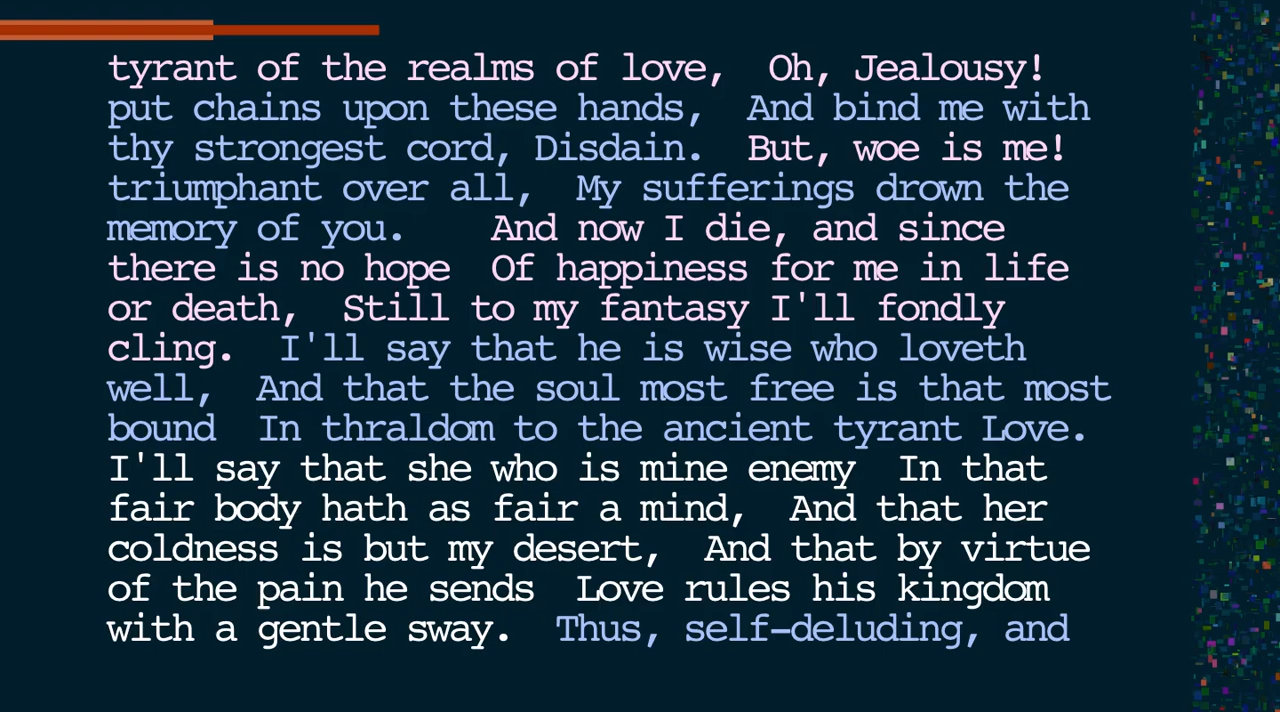 tyrant of the realms of love,  Oh, Jealousy!
put chains upon these hands,  And bind me with
thy strongest cord, Disdain.  But, woe is me!
triumphant over all,  My sufferings drown the
memory of you.    And now I die, and since
there is no hope  Of happiness for me in life
or death,  Still to my fantasy I'll fondly
cling.  I'll say that he is wise who loveth
well,  And that the soul most free is that most
bound  In thraldom to the ancient tyrant Love.
I'll say that she who is mine enemy  In that
fair body hath as fair a mind,  And that her
coldness is but my desert,  And that by virtue
of the pain he sends  Love rules his kingdom
with a gentle sway.  Thus, self-deluding, and